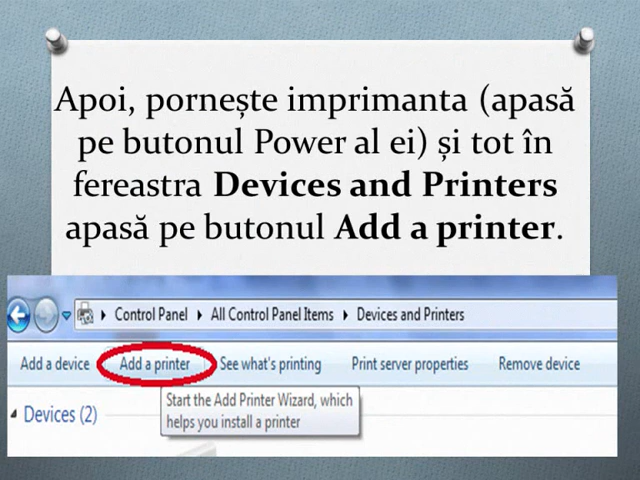 Apoi, pornește imprimanta (apasă
pe butonul Power al ei) și tot în
fereastra Devices and Printers
apasă pe butonul Add a printer.
Control Panel All Control Panel Items Devices and Printers
Add a device Add a printer See what's printing Print server properties Remove device
Start the Add Printer Wizard, which
helps you install a printer
Devices (2)